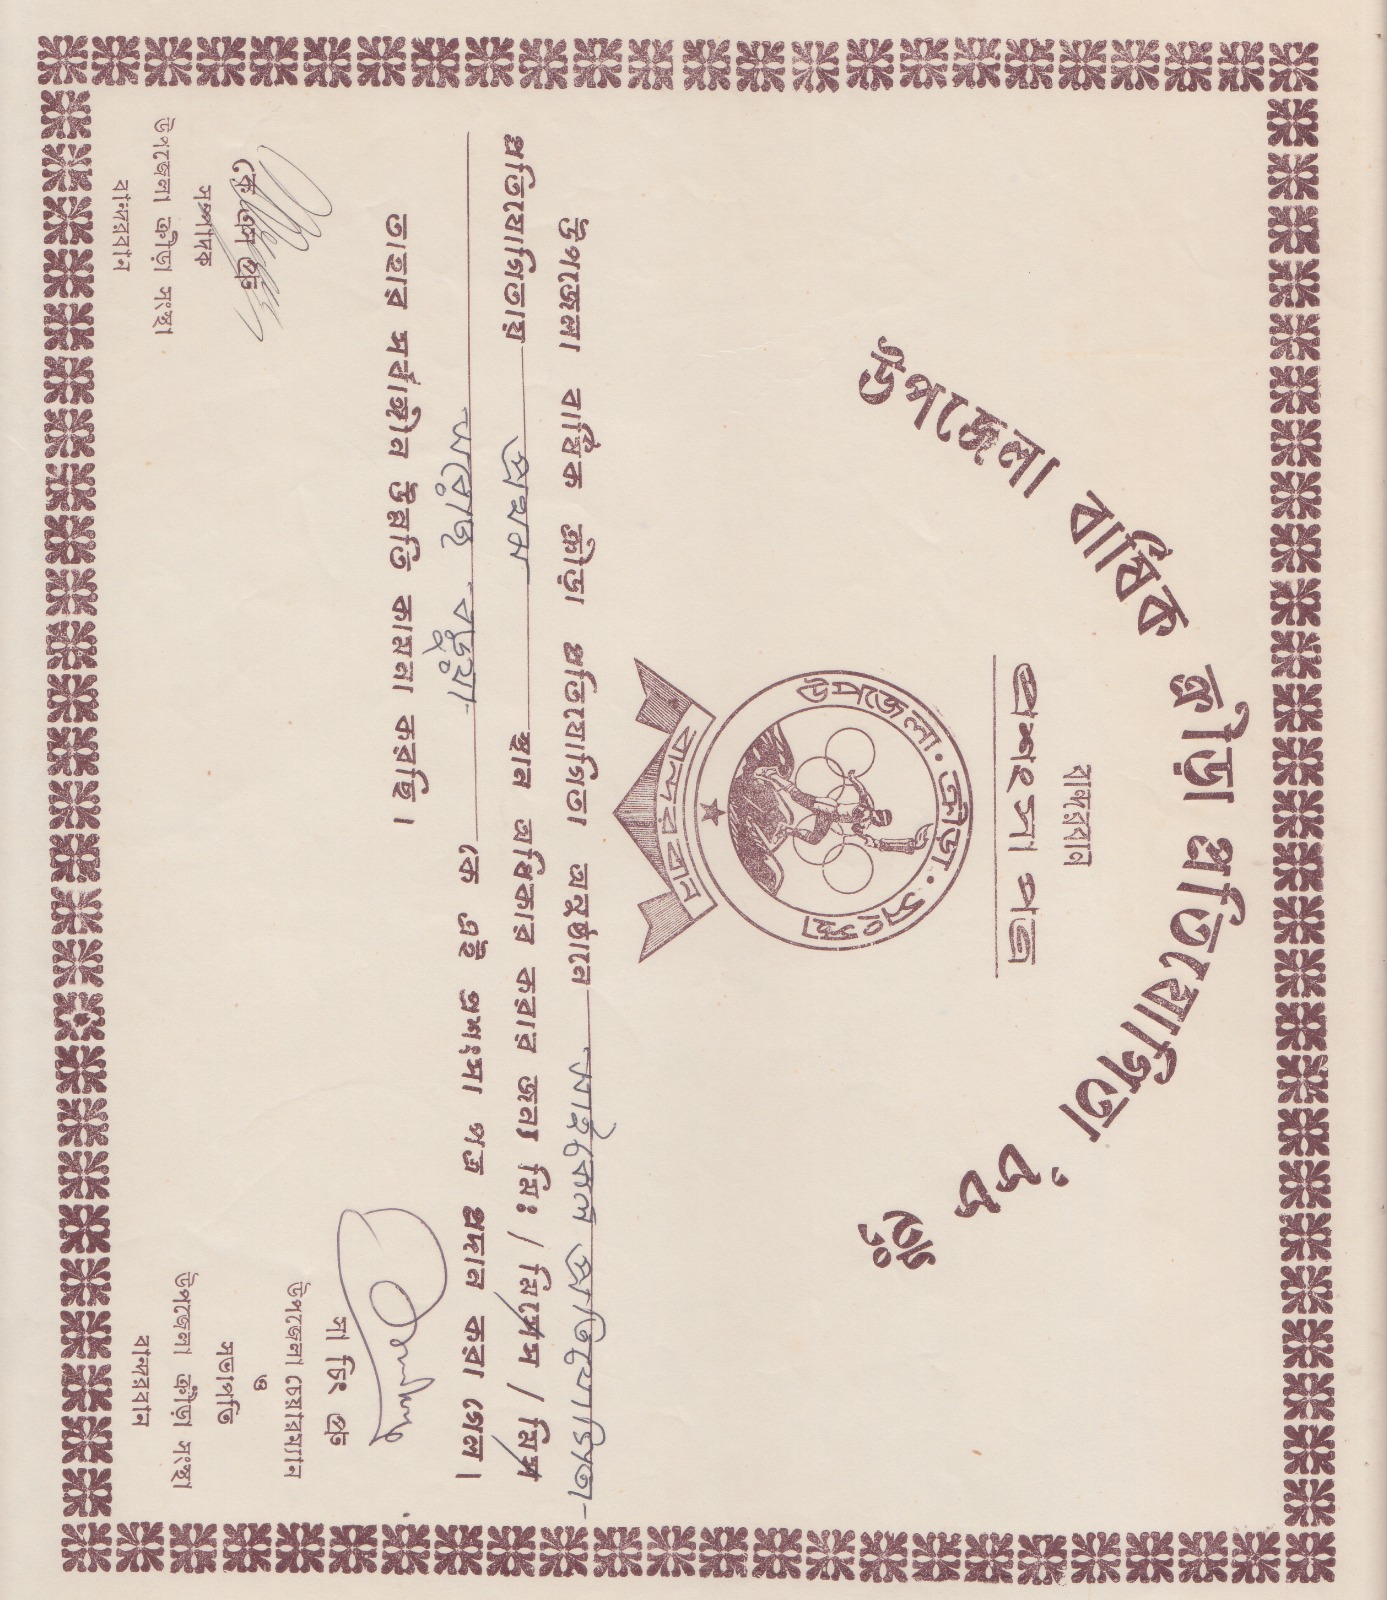 উপজেলা বার্ষিক ক্রীড়া প্রতিযোগিতা '৮৮ ইং
বান্দরবান
প্রশংসা পত্র
উপজেলা · ক্রীড়া · সংস্থা
বান্দরবান
উপজেলা বার্ষিক ক্রীড়া প্রতিযোগিতা অনুষ্ঠানে সাইকেল প্রতিযোগিতা
প্রতিযোগিতায় প্রথম স্থান অধিকার করার জন্য মিঃ / মিসেস / মিস
সরোজ বড়ুয়া কে এই প্রশংসা পত্র প্রদান করা গেল।
তাহার সর্বাঙ্গীন উন্নতি কামনা করছি।
সা চিং প্রু
উপজেলা চেয়ারম্যান
ও
সভাপতি
উপজেলা ক্রীড়া সংস্থা
বান্দরবান
কে এস প্রু
সম্পাদক
উপজেলা ক্রীড়া সংস্থা
বান্দরবান